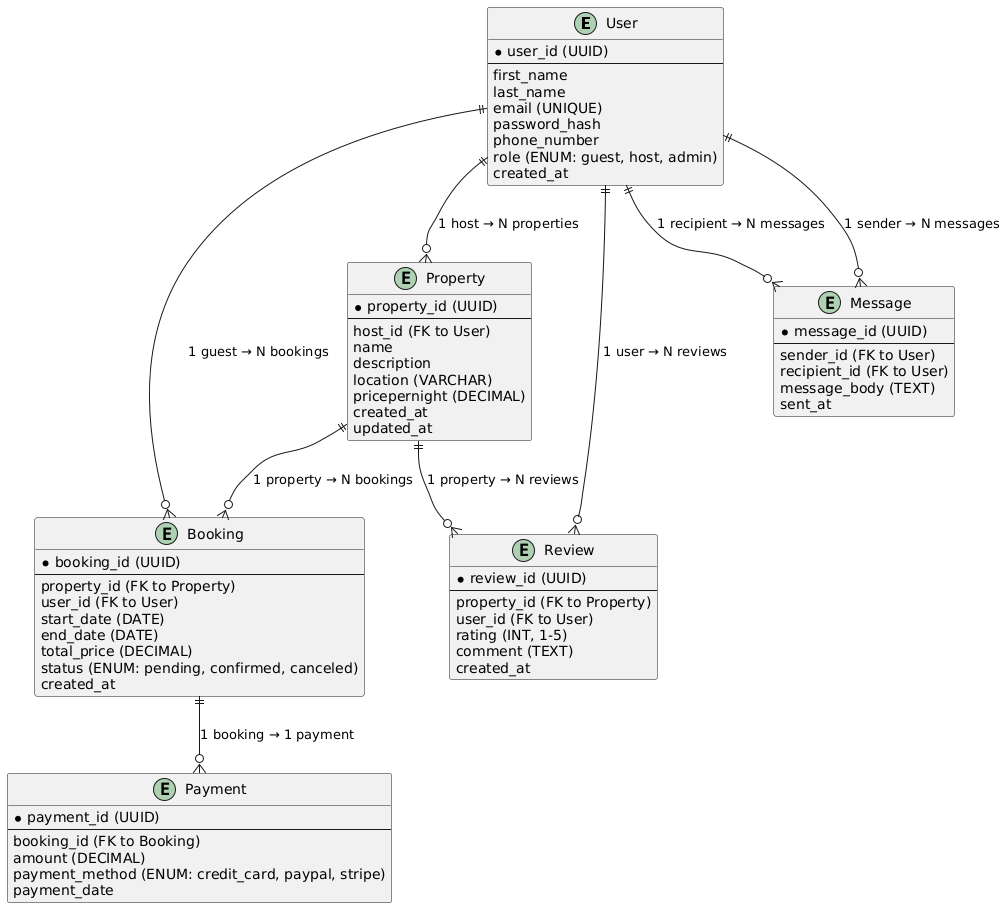 E User
* user_id (UUID)
first_name
last_name
email (UNIQUE)
password_hash
phone_number
role (ENUM: guest, host, admin)
created_at
1 host → N properties
1 recipient → N messages
1 sender → N messages
E Property
* property_id (UUID)
host_id (FK to User)
name
description
location (VARCHAR)
pricepernight (DECIMAL)
created_at
updated_at
E Message
* message_id (UUID)
sender_id (FK to User)
recipient_id (FK to User)
message_body (TEXT)
sent_at
1 guest → N bookings
1 user → N reviews
1 property → N bookings
1 property → N reviews
E Booking
* booking_id (UUID)
property_id (FK to Property)
user_id (FK to User)
start_date (DATE)
end_date (DATE)
total_price (DECIMAL)
status (ENUM: pending, confirmed, canceled)
created_at
E Review
* review_id (UUID)
property_id (FK to Property)
user_id (FK to User)
rating (INT, 1-5)
comment (TEXT)
created_at
1 booking → 1 payment
E Payment
* payment_id (UUID)
booking_id (FK to Booking)
amount (DECIMAL)
payment_method (ENUM: credit_card, paypal, stripe)
payment_date